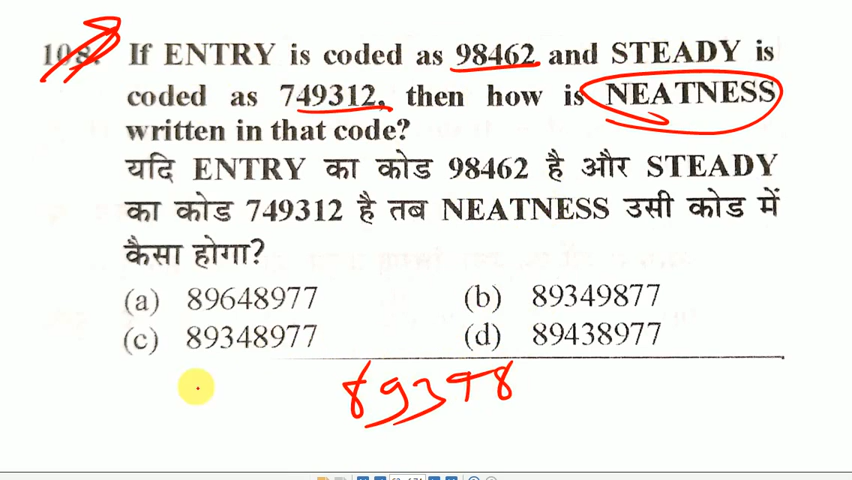 108. If ENTRY is coded as 98462 and STEADY is
coded as 749312, then how is NEATNESS
written in that code?
यदि ENTRY का कोड 98462 है और STEADY
का कोड 749312 है तब NEATNESS उसी कोड में
कैसा होगा?
(a) 89648977 (b) 89349877
(c) 89348977 (d) 89438977
89348